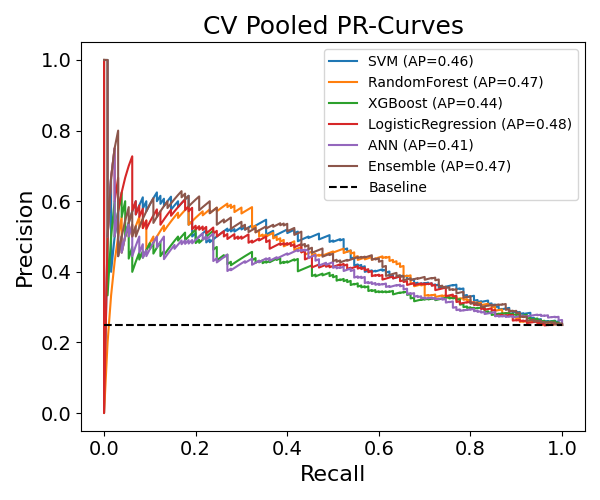 CV Pooled PR-Curves
SVM (AP=0.46)
RandomForest (AP=0.47)
XGBoost (AP=0.44)
LogisticRegression (AP=0.48)
ANN (AP=0.41)
Ensemble (AP=0.47)
Baseline
Precision
1.0
0.8
0.6
0.4
0.2
0.0
0.0 0.2 0.4 0.6 0.8 1.0
Recall